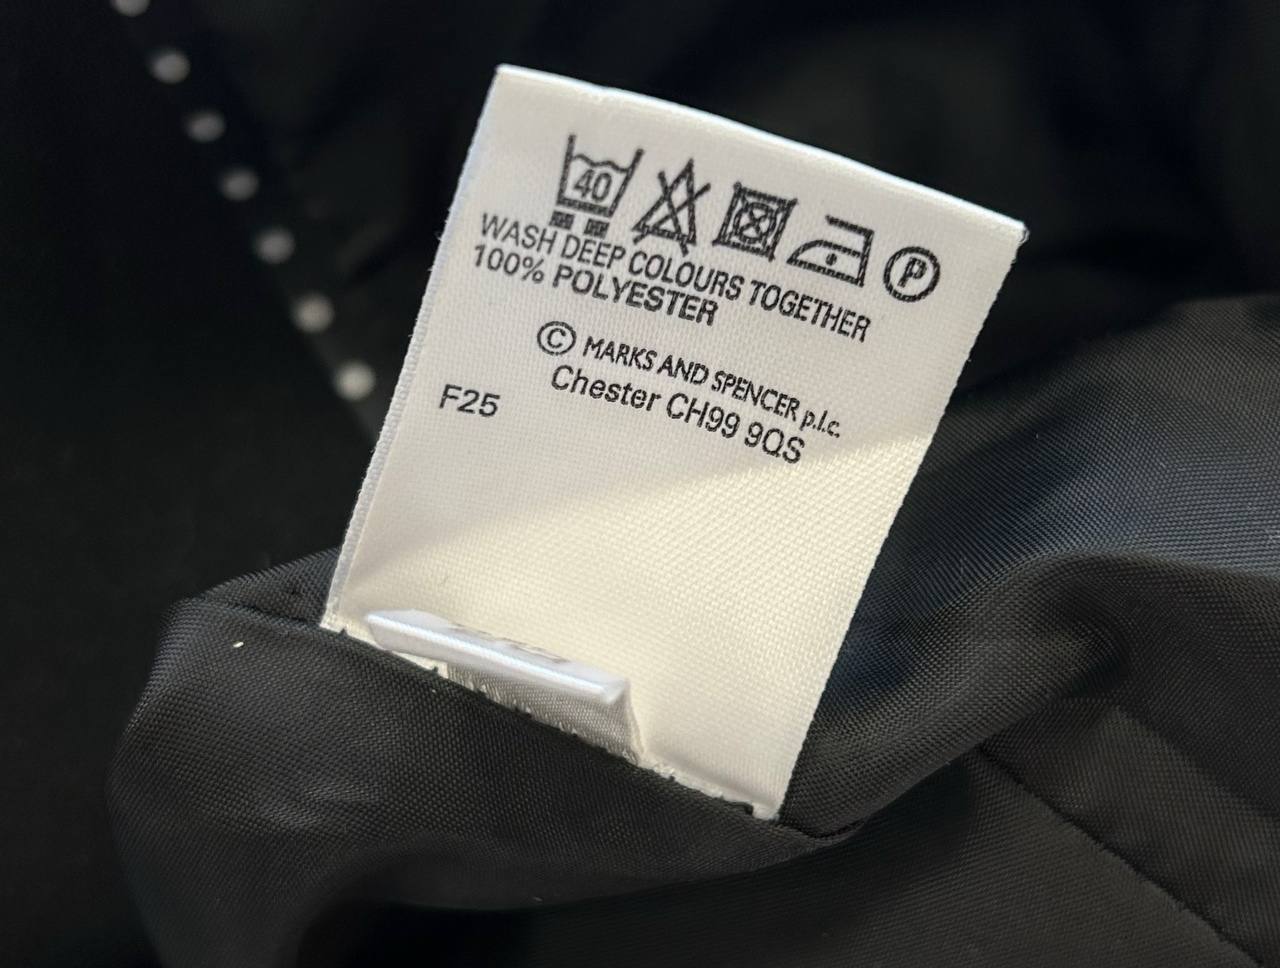 40
P
WASH DEEP COLOURS TOGETHER
100% POLYESTER
© MARKS AND SPENCER p.l.c.
Chester CH99 9QS
F25